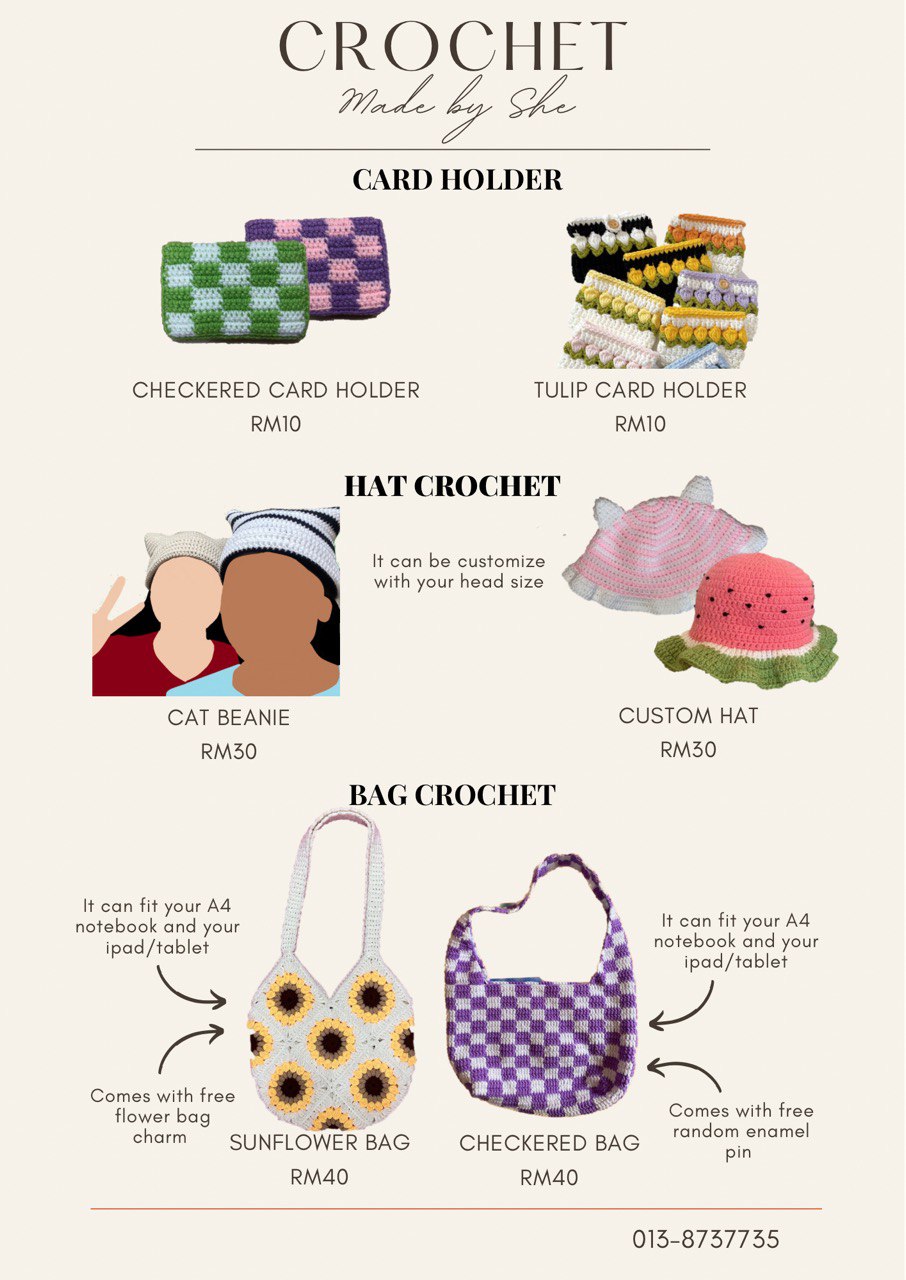 CROCHET
Made by She
CARD HOLDER
CHECKERED CARD HOLDER
RM10
TULIP CARD HOLDER
RM10
HAT CROCHET
It can be customize
with your head size
CAT BEANIE
RM30
CUSTOM HAT
RM30
BAG CROCHET
It can fit your A4
notebook and your
ipad/tablet
Comes with free
flower bag
charm
SUNFLOWER BAG
RM40
It can fit your A4
notebook and your
ipad/tablet
Comes with free
random enamel
pin
CHECKERED BAG
RM40
013-8737735